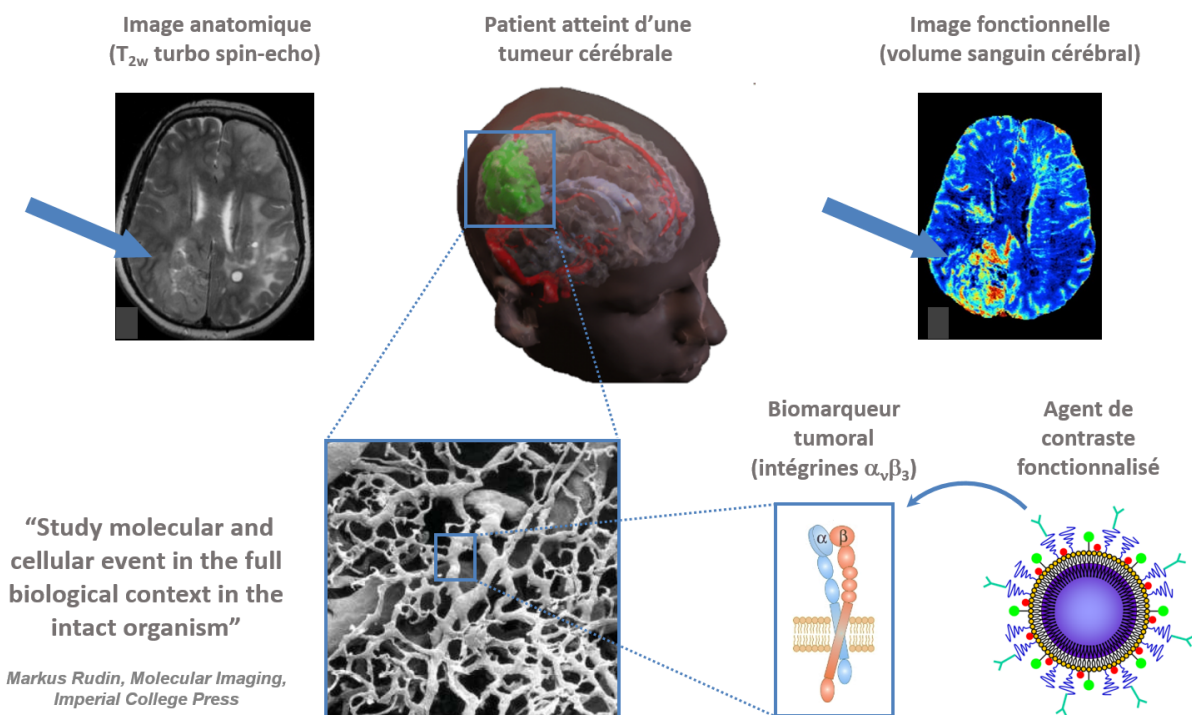 Image anatomique
(T2w turbo spin-echo)
Patient atteint d’une
tumeur cérébrale
Image fonctionnelle
(volume sanguin cérébral)
Biomarqueur
tumoral
(intégrines ανβ3)
Agent de
contraste
fonctionnalisé
α β
“Study molecular and
cellular event in the full
biological context in the
intact organism”
Markus Rudin, Molecular Imaging,
Imperial College Press